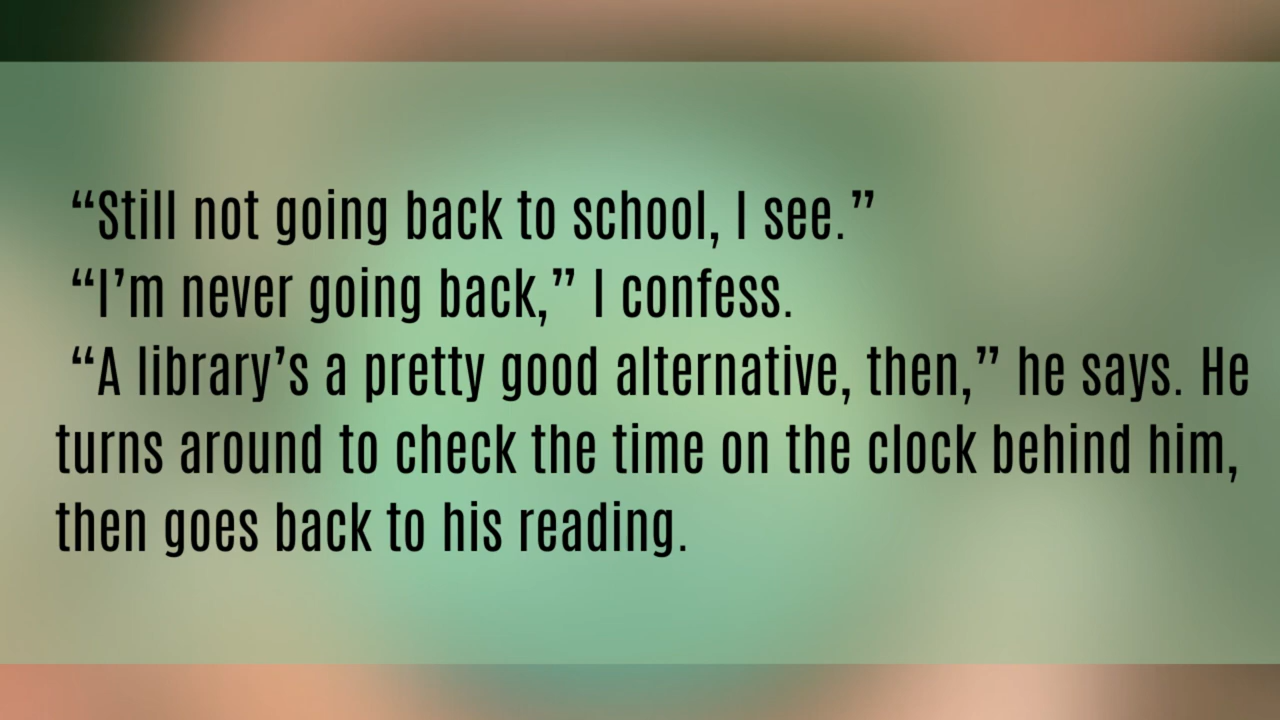 “Still not going back to school, I see.”
“I’m never going back,” I confess.
“A library’s a pretty good alternative, then,” he says. He
turns around to check the time on the clock behind him,
then goes back to his reading.